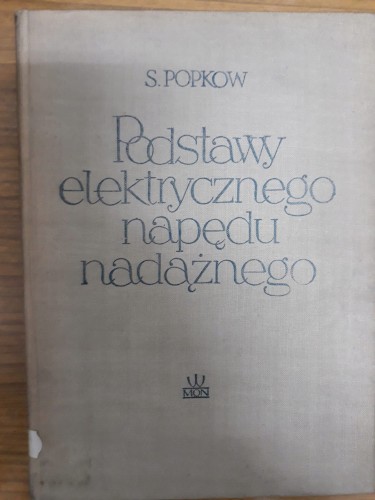 S. POPKOW
Podstawy
elektrycznego
napędu
nadążnego
MON